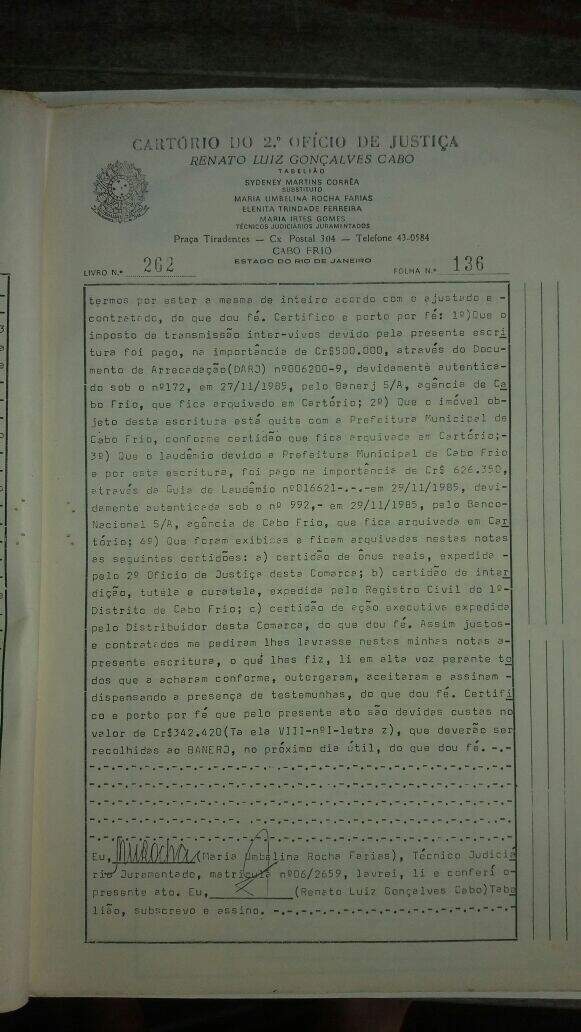 CARTÓRIO DO 2.º OFÍCIO DE JUSTIÇA
RENATO LUIZ GONÇALVES CABO
TABELIÃO
SYDENEY MARTINS CORRÊA
SUBSTITUTO
MARIA UMBELINA ROCHA FARIAS
ELENITA TRINDADE FERREIRA
MARIA IRTES GOMES
TÉCNICOS JUDICIÁRIOS JURAMENTADOS
Praça Tiradentes — Cx Postal 304 — Telefone 43-0584
CABO FRIO
ESTADO DO RIO DE JANEIRO
LIVRO N.º 262 FOLHA N.º 136
termos por estar a mesma de inteiro acordo com o ajustado e -
contratado, do que dou fé. Certifico e porto por fé: 1º)Que o
imposto de transmissão inter-vivos devido pela presente escri
tura foi pago, na importância de Cr$500.000, através do Docu-
mento de Arrecadação(DARJ) nº006200-9, devidamente autentica-
do sob o nº172, em 27/11/1985, pelo Banerj S/A, agência de Ca
bo Frio, que fica arquivado em Cartório; 2º) Que o imóvel ob-
jeto desta escritura está quite com a Prefeitura Municipal de
Cabo Frio, conforme certidão que fica arquivada em Cartório;-
3º) Que o laudêmio devido a Prefeitura Municipal de Cabo Frio
e por esta escritura, foi pago na importância de Cr$ 626.350,
através da Guia de Laudêmio nº016621-.-.-em 29/11/1985, devi-
damente autenticada sob o nº 992,- em 29/11/1985, pelo Banco-
Nacional S/A, agência de Cabo Frio, que fica arquivada em Car
tório; 4º) Que foram exibidas e ficam arquivadas nestas notas
as seguintes certidões: a) certidão de ônus reais, expedida -
pelo 2º Ofício de Justiça desta Comarca; b) certidão de inter
dição, tutela e curatela, expedida pelo Registro Civil do 1º-
Distrito de Cabo Frio; c) certidão de ação executiva expedida
pelo Distribuidor desta Comarca, do que dou fé. Assim justos-
e contratados me pediram lhes lavrasse nestas minhas notas a-
presente escritura, o qué lhes fiz, li em alta voz perante to
dos que a acharam conforme, outorgaram, aceitaram e assinam -
dispensando a presença de testemunhas, do que dou fé. Certifi
co e porto por fé que pelo presente ato são devidas custas no
valor de Cr$342.420(Ta ela VIII-nºI-letra z), que deverão ser
recolhidas ao BANERJ, no próximo dia útil, do que dou fé. -.-
Eu, (Maria Umbelina Rocha Farias), Técnico Judiciá
rio Juramentado, matrícula nº06/2659, lavrei, li e conferi o-
presente ato. Eu, (Renato Luiz Gonçalves Cabo)Tabe
lião, subscrevo e assino. -.-.-.-.-.-.-.-.-.-.-.-.-.-.-.-.-